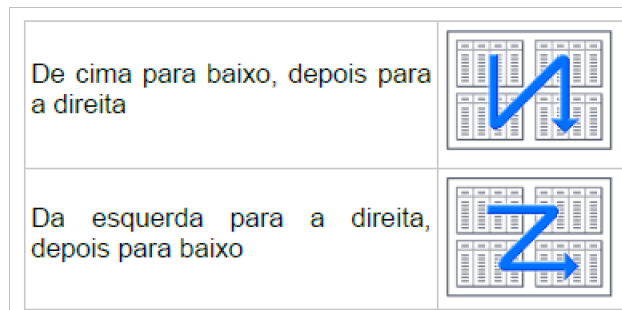 De cima para baixo, depois para
a direita
Da esquerda para a direita,
depois para baixo